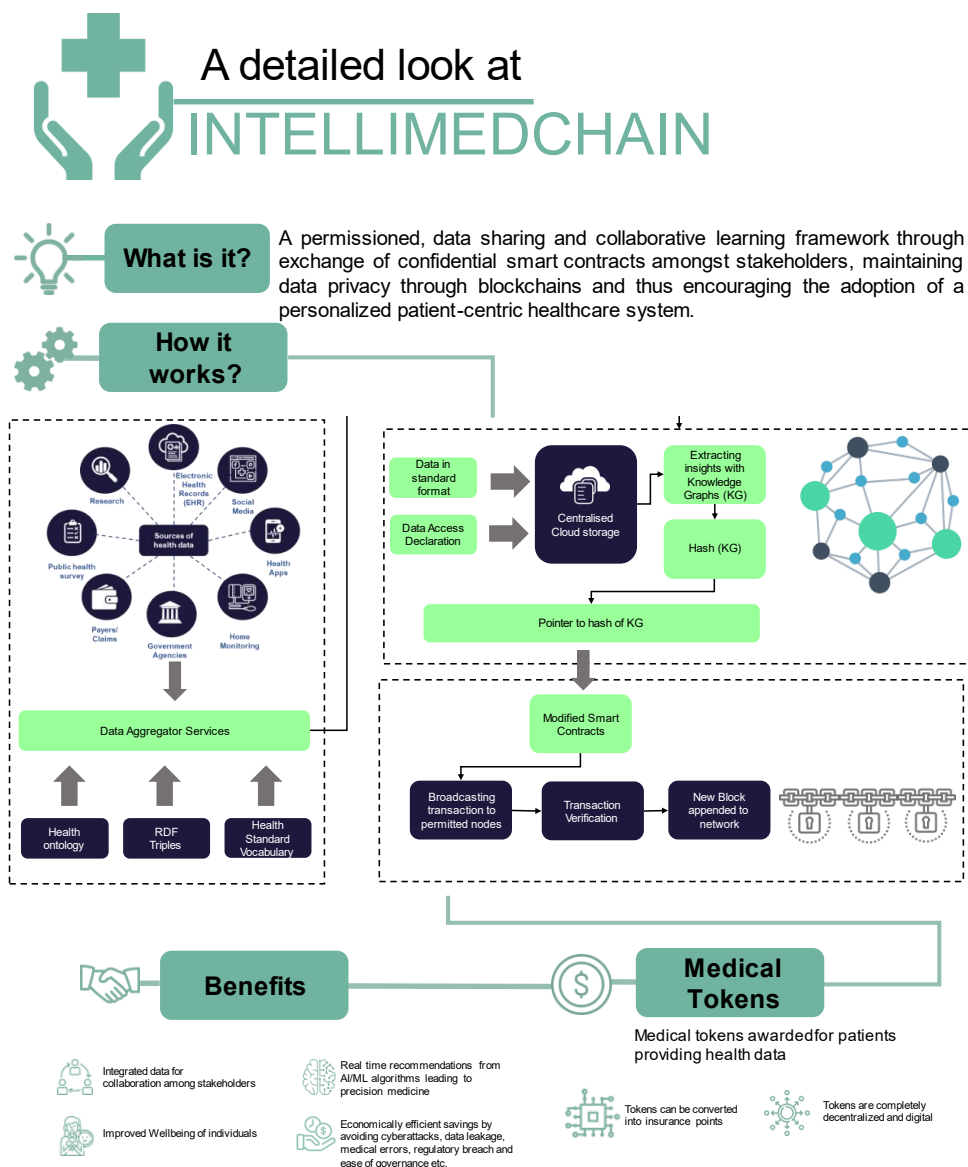 A detailed look at
INTELLIMEDCHAIN
What is it?
A permissioned, data sharing and collaborative learning framework through
exchange of confidential smart contracts amongst stakeholders, maintaining
data privacy through blockchains and thus encouraging the adoption of a
personalized patient-centric healthcare system.
How it
works?
Electronic
Health
Records
(EHR)
Research
Social
Media
Sources of
health data
Public health
survey
Health
Apps
Payers/
Claims
Government
Agencies
Home
Monitoring
Data Aggregator Services
Health
ontology
RDF
Triples
Health
Standard
Vocabulary
Data in
standard
format
Data Access
Declaration
Centralised
Cloud storage
Extracting
insights with
Knowledge
Graphs (KG)
Hash (KG)
Pointer to hash of KG
Modified Smart
Contracts
Broadcasting
transaction to
permitted nodes
Transaction
Verification
New Block
appended to
network
Benefits
Integrated data for
collaboration among stakeholders
Real time recommendations from
AI/ML algorithms leading to
precision medicine
Improved Wellbeing of individuals
Economically efficient savings by
avoiding cyberattacks, data leakage,
medical errors, regulatory breach and
ease of governance etc.
$
Medical
Tokens
Medical tokens awardedfor patients
providing health data
Tokens can be converted
into insurance points
Tokens are completely
decentralized and digital